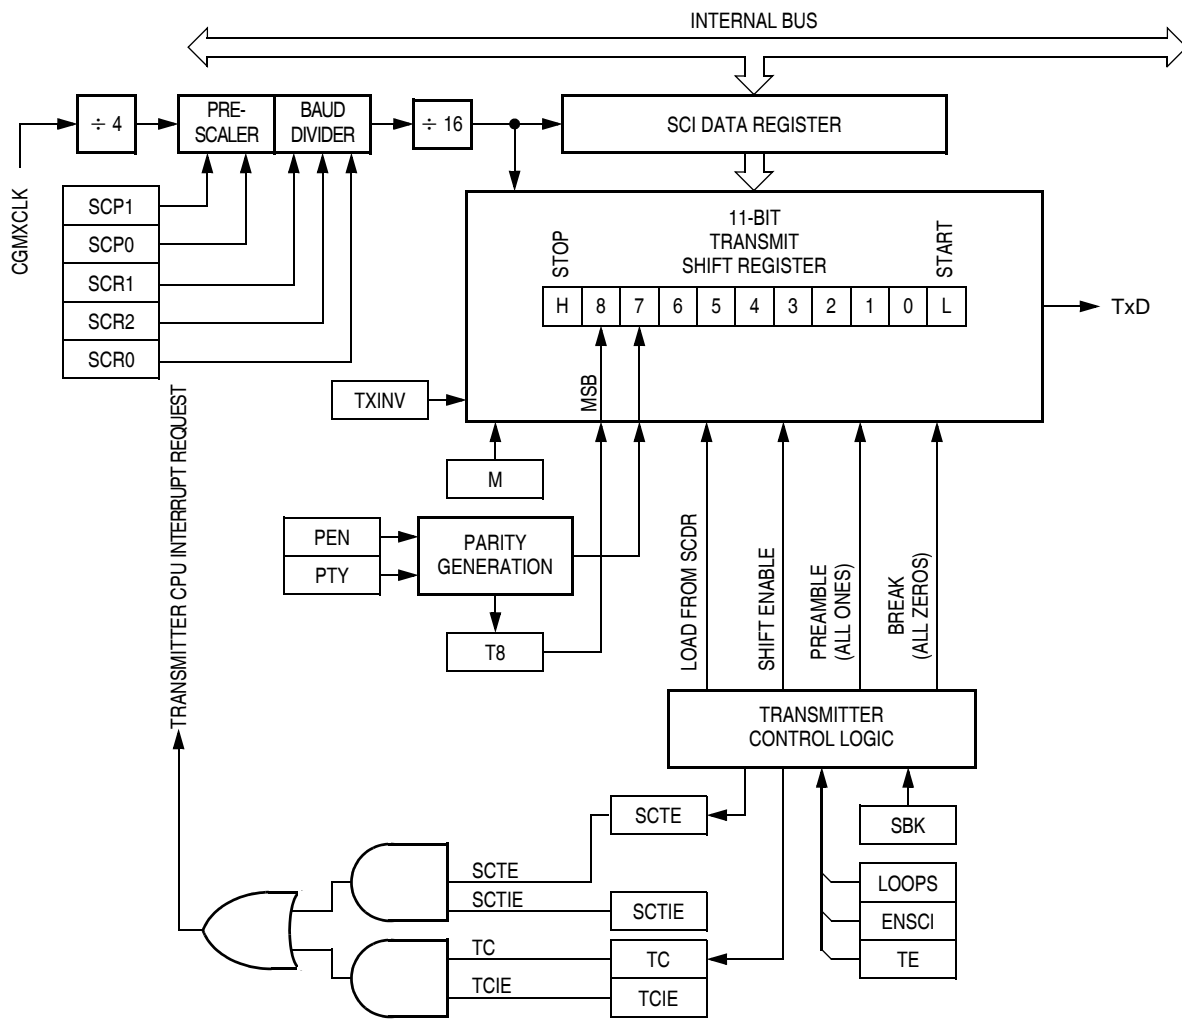 INTERNAL BUS
÷ 4
PRE-
SCALER
BAUD
DIVIDER
÷ 16
SCI DATA REGISTER
CGMXCLK
SCP1
SCP0
SCR1
SCR2
SCR0
11-BIT
TRANSMIT
SHIFT REGISTER
STOP
START
H 8 7 6 5 4 3 2 1 0 L
TxD
MSB
TXINV
M
PEN
PTY
PARITY
GENERATION
T8
TRANSMITTER CPU INTERRUPT REQUEST
LOAD FROM SCDR
SHIFT ENABLE
PREAMBLE
(ALL ONES)
BREAK
(ALL ZEROS)
TRANSMITTER
CONTROL LOGIC
SCTE
SBK
SCTE
SCTIE
SCTIE
LOOPS
ENSCI
TE
TC
TC
TCIE
TCIE